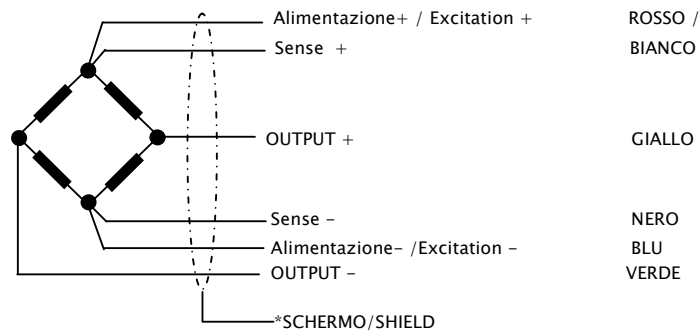 Alimentazione+ / Excitation + ROSSO /
Sense + BIANCO
OUTPUT + GIALLO
Sense - NERO
Alimentazione- /Excitation - BLU
OUTPUT - VERDE
*SCHERMO/SHIELD